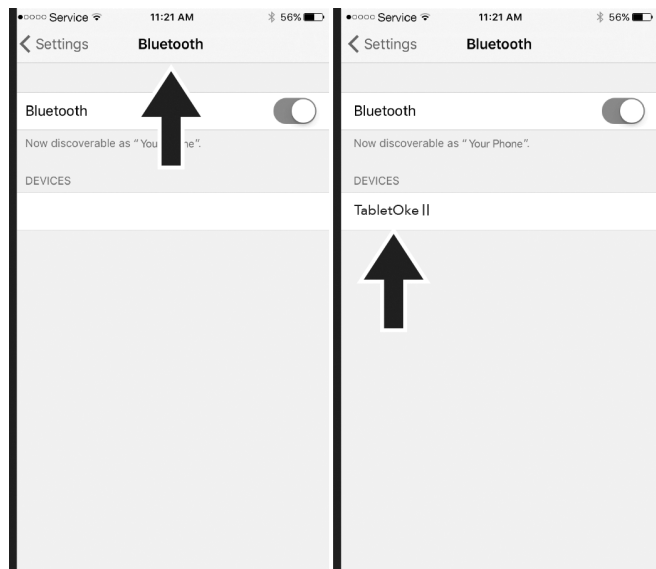 Service 11:21 AM 56%
Settings Bluetooth
Bluetooth
Now discoverable as "You ne".
DEVICES
Service 11:21 AM 56%
Settings Bluetooth
Bluetooth
Now discoverable as "Your Phone".
DEVICES
TabletOke II